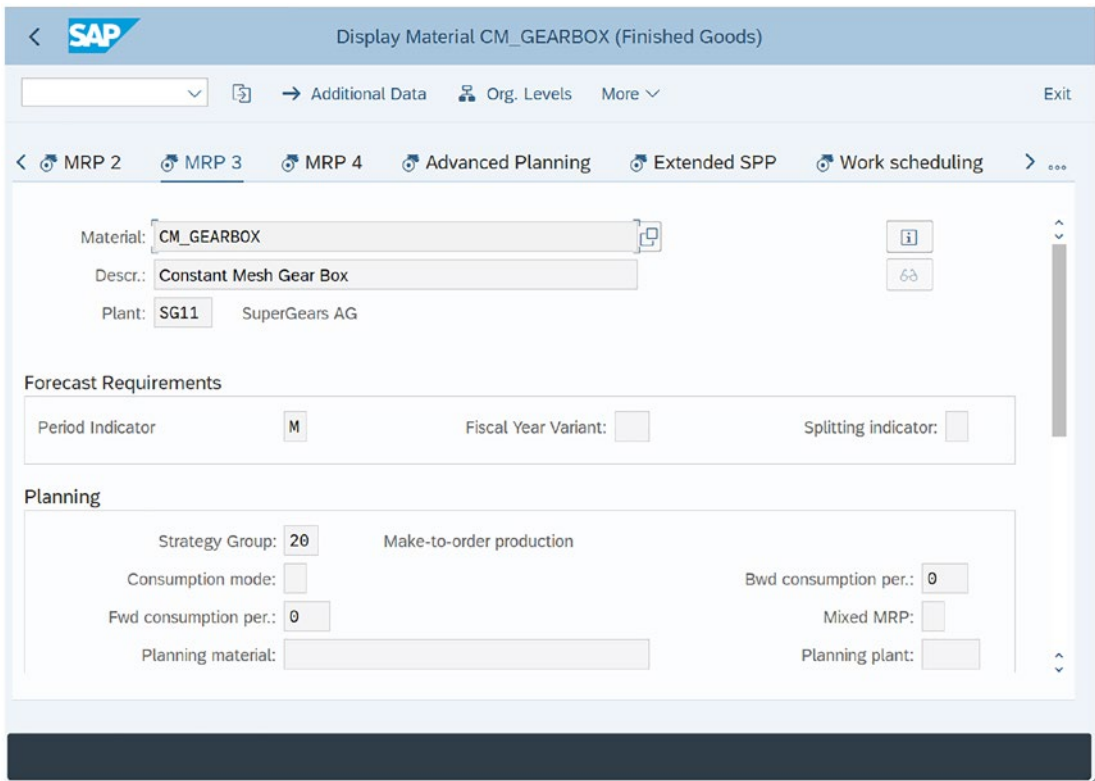 SAP Display Material CM_GEARBOX (Finished Goods)
Additional Data Org. Levels More Exit
MRP 2 MRP 3 MRP 4 Advanced Planning Extended SPP Work scheduling
Material: CM_GEARBOX
Descr.: Constant Mesh Gear Box
Plant: SG11 SuperGears AG
Forecast Requirements
Period Indicator M Fiscal Year Variant: Splitting indicator:
Planning
Strategy Group: 20 Make-to-order production
Consumption mode: Bwd consumption per.: 0
Fwd consumption per.: 0 Mixed MRP:
Planning material: Planning plant: